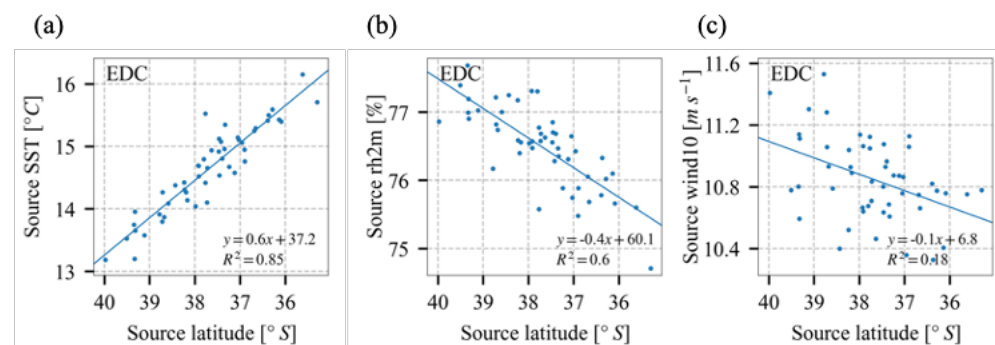 (a)
(b)
(c)
EDC
Source SST [°C]
16
15
14
13
y = 0.6x + 37.2
R² = 0.85
40 39 38 37 36
Source latitude [° S]
EDC
Source rh2m [%]
77
76
75
y = -0.4x + 60.1
R² = 0.6
40 39 38 37 36
Source latitude [° S]
EDC
Source wind10 [m s⁻¹]
11.6
11.2
10.8
10.4
y = -0.1x + 6.8
R² = 0.18
40 39 38 37 36
Source latitude [° S]